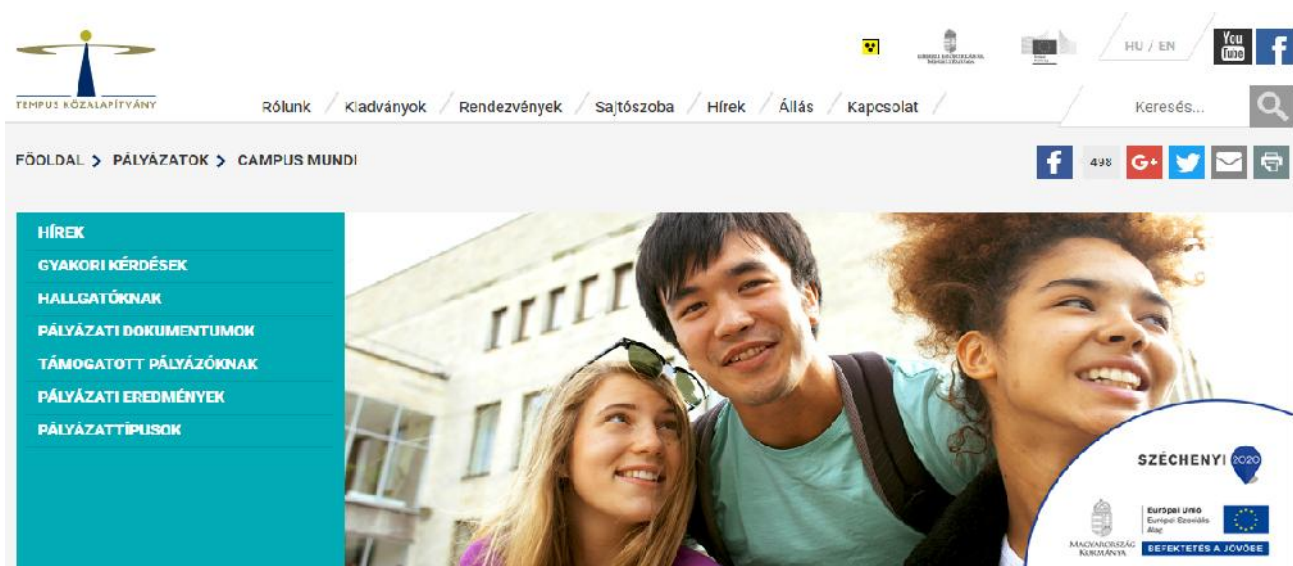 HU / EN
You
Tube
TEMPUS KÖZALAPÍTVÁNY
Rólunk / Kiadványok / Rendezvények / Sajtószoba / Hírek / Állás / Kapcsolat /
Keresés...
FŐOLDAL > PÁLYÁZATOK > CAMPUS MUNDI
498
G+
HÍREK
GYAKORI KÉRDÉSEK
HALLGATÓKNAK
PÁLYÁZATI DOKUMENTUMOK
TÁMOGATOTT PÁLYÁZÓKNAK
PÁLYÁZATI EREDMÉNYEK
PÁLYÁZATTÍPUSOK
SZÉCHENYI 2020
MAGYARORSZÁG
KORMÁNYA
Európai Unió
Európai Szociális
Alap
BEFEKTETÉS A JÖVŐBE